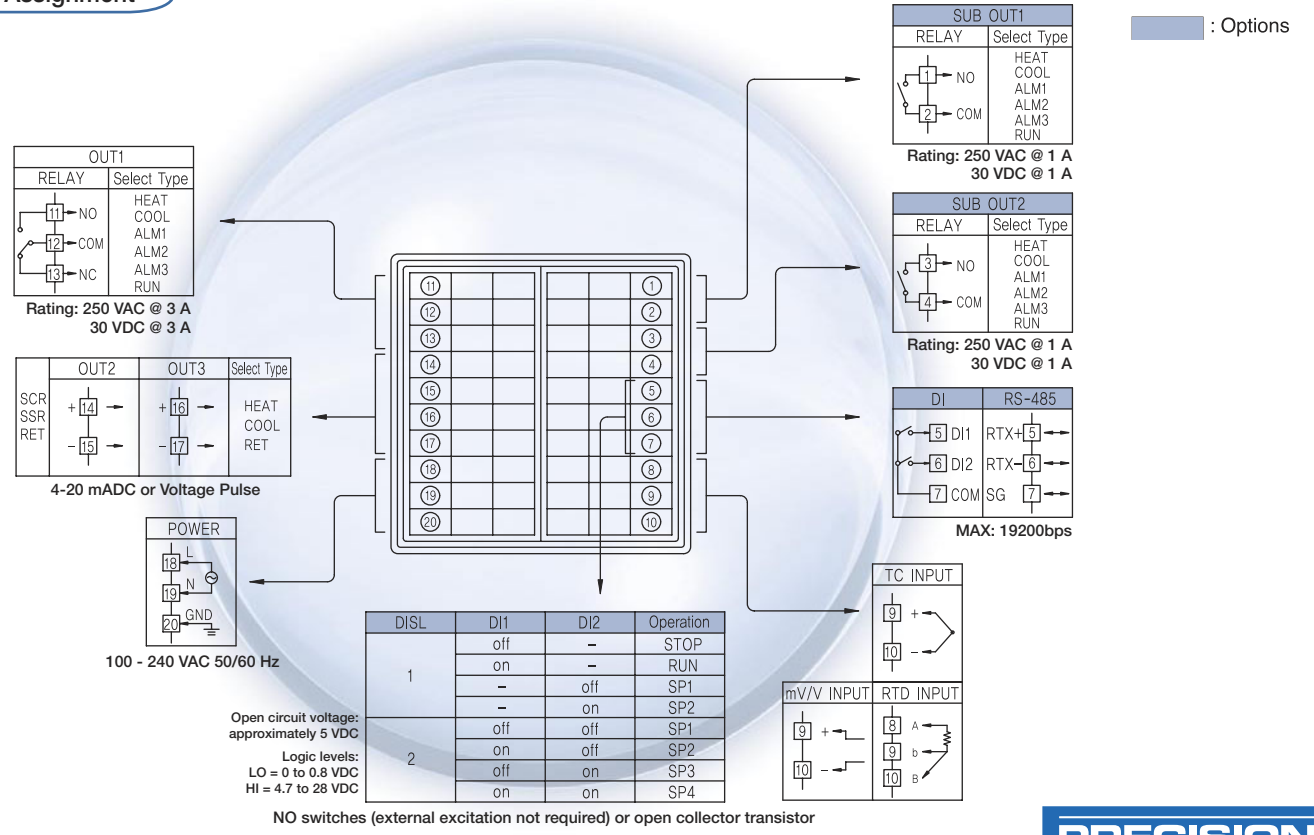 Assignment
: Options
SUB OUT1
RELAY Select Type
1 NO
2 COM
HEAT
COOL
ALM1
ALM2
ALM3
RUN
Rating: 250 VAC @ 1 A
30 VDC @ 1 A
OUT1
RELAY Select Type
11 NO
12 COM
13 NC
HEAT
COOL
ALM1
ALM2
ALM3
RUN
Rating: 250 VAC @ 3 A
30 VDC @ 3 A
SUB OUT2
RELAY Select Type
3 NO
4 COM
HEAT
COOL
ALM1
ALM2
ALM3
RUN
Rating: 250 VAC @ 1 A
30 VDC @ 1 A
11 1
12 2
13 3
14 4
15 5
16 6
17 7
18 8
19 9
20 10
OUT2 OUT3 Select Type
SCR
SSR
RET
+ 14 + 16
- 15 - 17
HEAT
COOL
RET
4-20 mADC or Voltage Pulse
DI RS-485
5 DI1 RTX+ 5
6 DI2 RTX- 6
7 COM SG 7
MAX: 19200bps
POWER
18 L
19 N
20 GND
100 - 240 VAC 50/60 Hz
TC INPUT
9 +
10 -
mV/V INPUT RTD INPUT
9 + 8 A
9 b
10 - 10 B
DISL DI1 DI2 Operation
1 off – STOP
on – RUN
– off SP1
– on SP2
2 off off SP1
on off SP2
off on SP3
on on SP4
Open circuit voltage:
approximately 5 VDC
Logic levels:
LO = 0 to 0.8 VDC
HI = 4.7 to 28 VDC
NO switches (external excitation not required) or open collector transistor
PRECISION